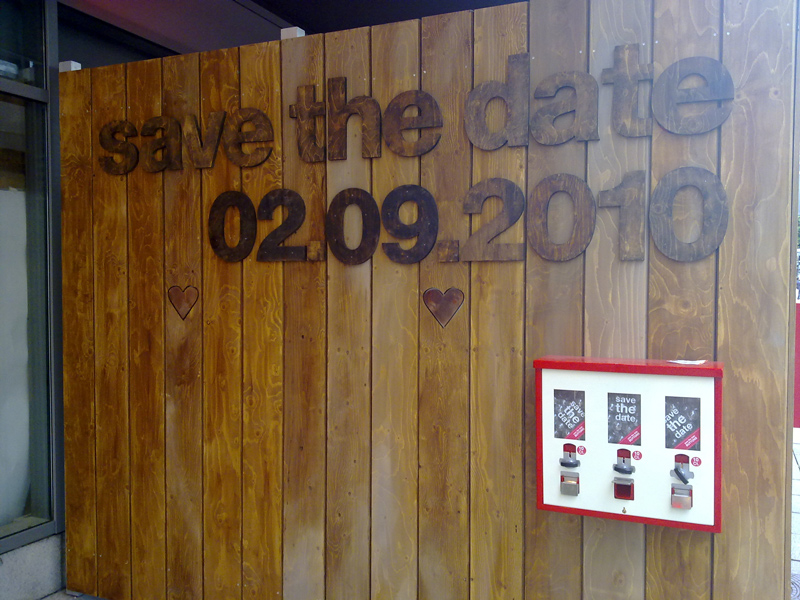 save the date
02.09.2010
save
the
date
save
the
date
save
the
date